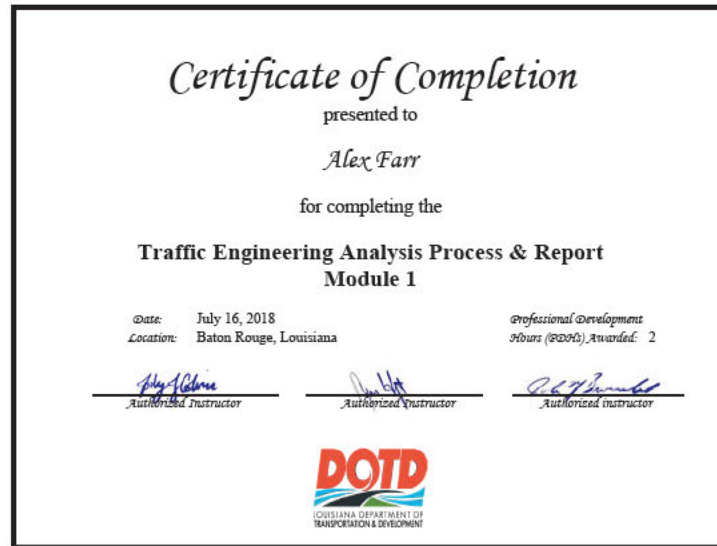 Certificate of Completion
presented to
Alex Farr
for completing the
Traffic Engineering Analysis Process & Report
Module 1
Date: July 16, 2018
Location: Baton Rouge, Louisiana
Professional Development
Hours (PDHs) Awarded: 2
Authorized Instructor
Authorized Instructor
Authorized instructor
DOTD
LOUISIANA DEPARTMENT OF
TRANSPORTATION & DEVELOPMENT